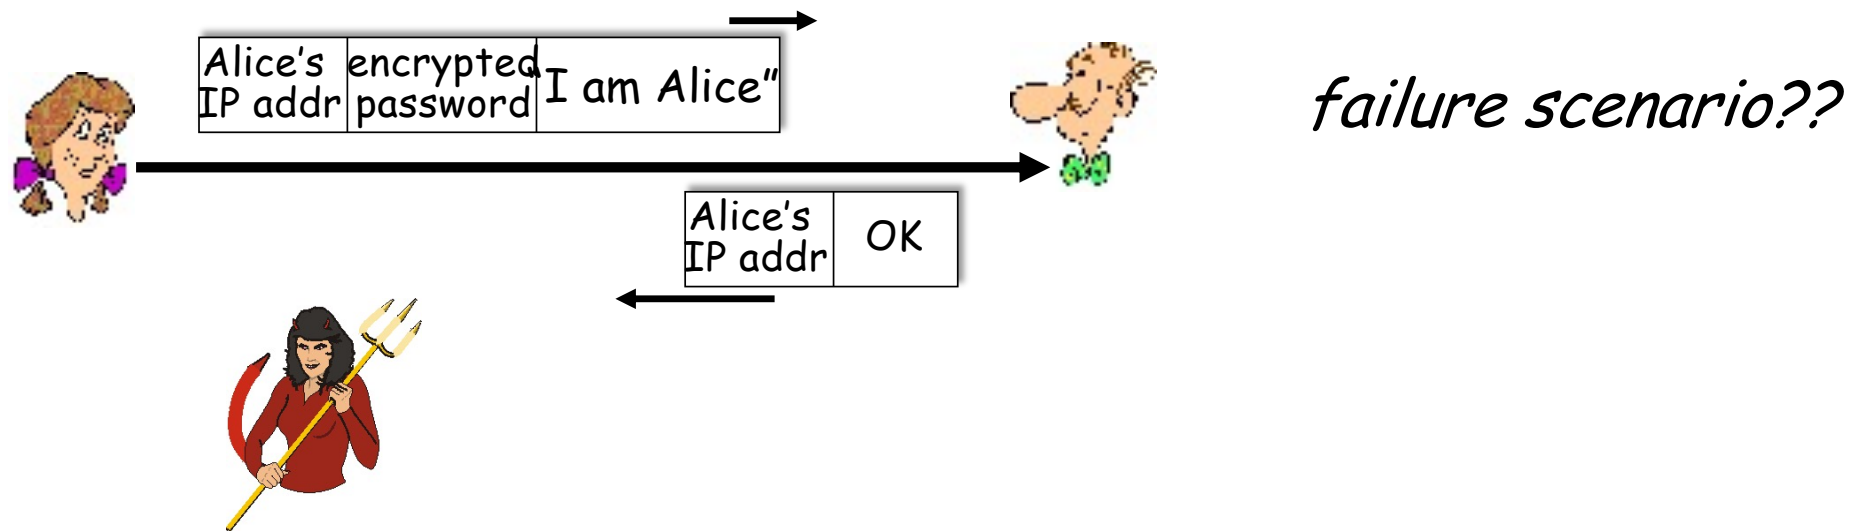 Alice’s
IP addr
encrypted
password
“I am Alice”
failure scenario??
Alice’s
IP addr
OK